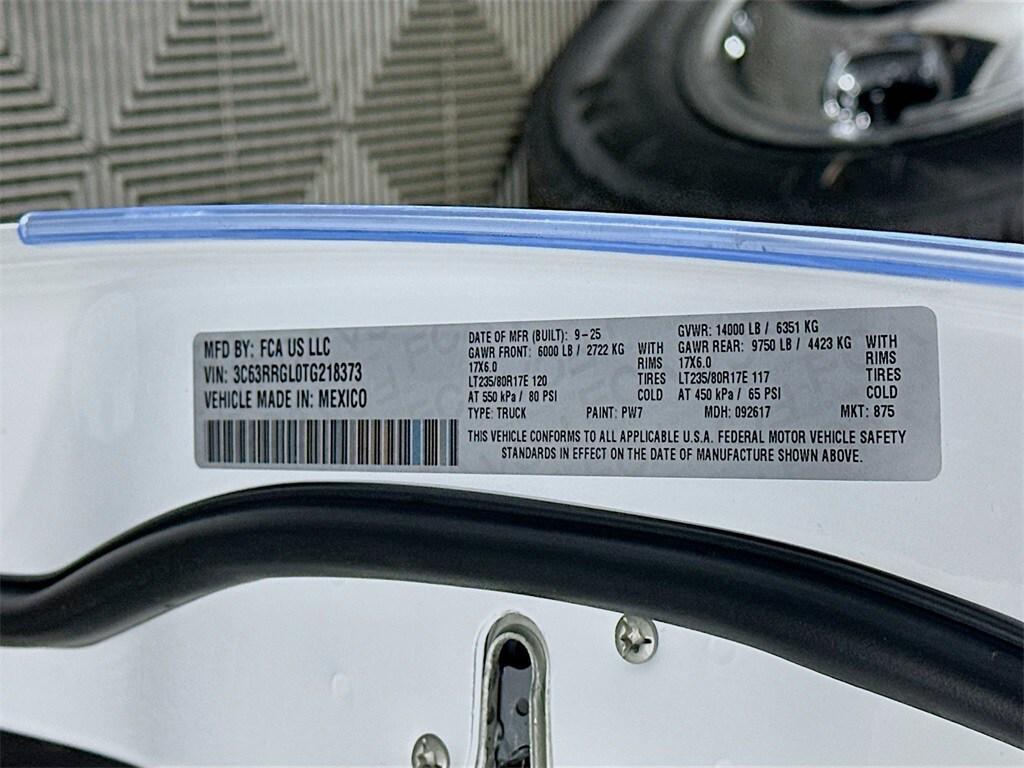 MFD BY: FCA US LLC
VIN: 3C63RRGL0TG218373
VEHICLE MADE IN: MEXICO
DATE OF MFR (BUILT): 9-25
GAWR FRONT: 6000 LB / 2722 KG WITH
17X6.0 RIMS
LT235/80R17E 120 TIRES
AT 550 kPa / 80 PSI COLD
GVWR: 14000 LB / 6351 KG
GAWR REAR: 9750 LB / 4423 KG WITH
17X6.0 RIMS
LT235/80R17E 117 TIRES
AT 450 kPa / 65 PSI COLD
TYPE: TRUCK PAINT: PW7 MDH: 092617 MKT: 875
THIS VEHICLE CONFORMS TO ALL APPLICABLE U.S.A. FEDERAL MOTOR VEHICLE SAFETY
STANDARDS IN EFFECT ON THE DATE OF MANUFACTURE SHOWN ABOVE.